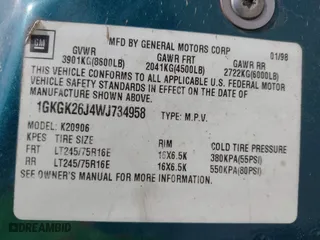 GM
MFD BY GENERAL MOTORS CORP
01/98
GVWR GAWR FRT GAWR RR
3901KG(8600LB) 2041KG(4500LB) 2722KG(6000LB)
THIS VEHICLE CONFORMS TO ALL APPLICABLE U.S. FEDERAL MOTOR
VEHICLE SAFETY STANDARDS IN EFFECT ON THE DATE OF
MANUFACTURE SHOWN ABOVE.
1GKGK26J4WJ734958 TYPE: M.P.V.
MODEL: K20906
KPES TIRE SIZE RIM COLD TIRE PRESSURE
FRT LT245/75R16E 16X6.5K 380KPA(55PSI)
RR LT245/75R16E 16X6.5K 550KPA(80PSI)
SEE OWNER'S MANUAL FOR MORE INFORMATION.
DREAMBID